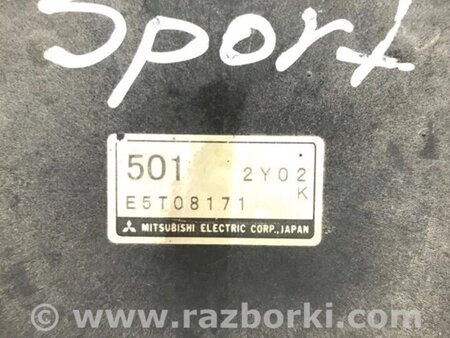 Sport
501 2Y02
E5T08171 K
MITSUBISHI ELECTRIC CORP., JAPAN
www.razborki.com